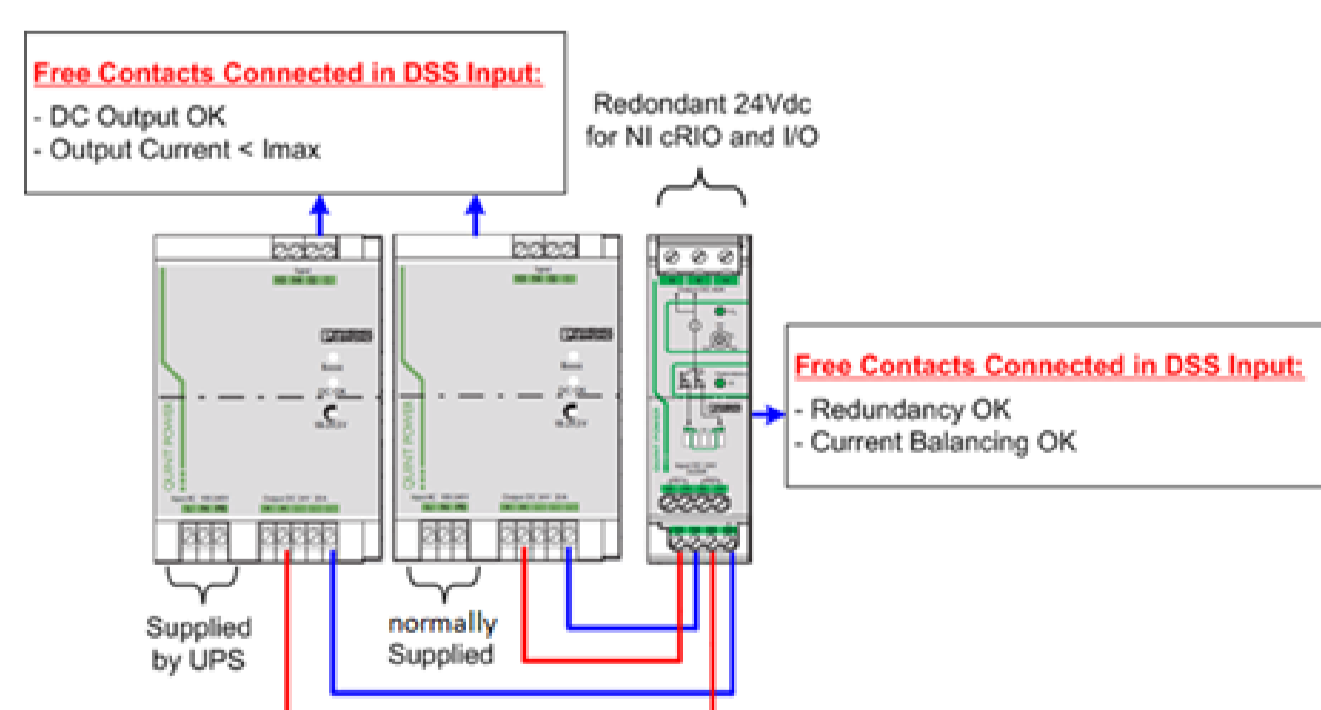 Free Contacts Connected in DSS Input:
- DC Output OK
- Output Current < Imax
Redondant 24Vdc
for NI cRIO and I/O
Free Contacts Connected in DSS Input:
- Redundancy OK
- Current Balancing OK
QUINT POWER
QUINT POWER
Supplied
by UPS
normally
Supplied